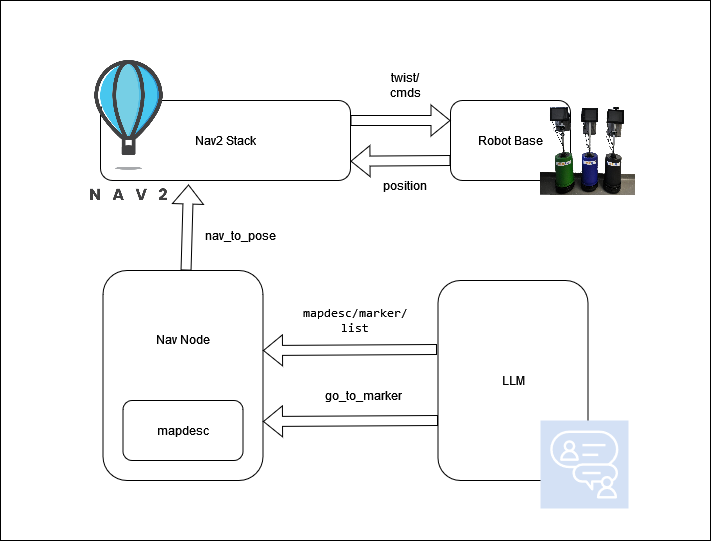 twist/
cmds
Nav2 Stack
Robot Base
position
N A V 2
nav_to_pose
mapdesc/marker/
list
Nav Node
LLM
go_to_marker
mapdesc